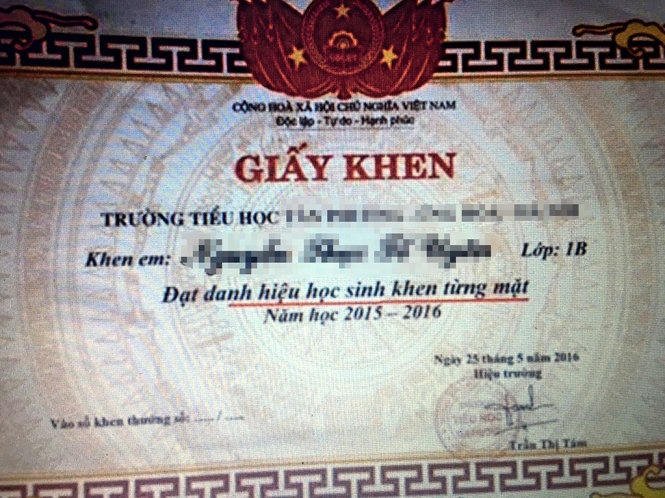 CỘNG HOÀ XÃ HỘI CHỦ NGHĨA VIỆT NAM
Độc lập - Tự do - Hạnh phúc
GIẤY KHEN
TRƯỜNG TIỂU HỌC
Khen em: Lớp: 1B
Đạt danh hiệu học sinh khen từng mặt
Năm học 2015 – 2016
Ngày 25 tháng 5 năm 2016
Hiệu trưởng
Vào sổ khen thưởng số: ...... / ......
Trần Thị Tám